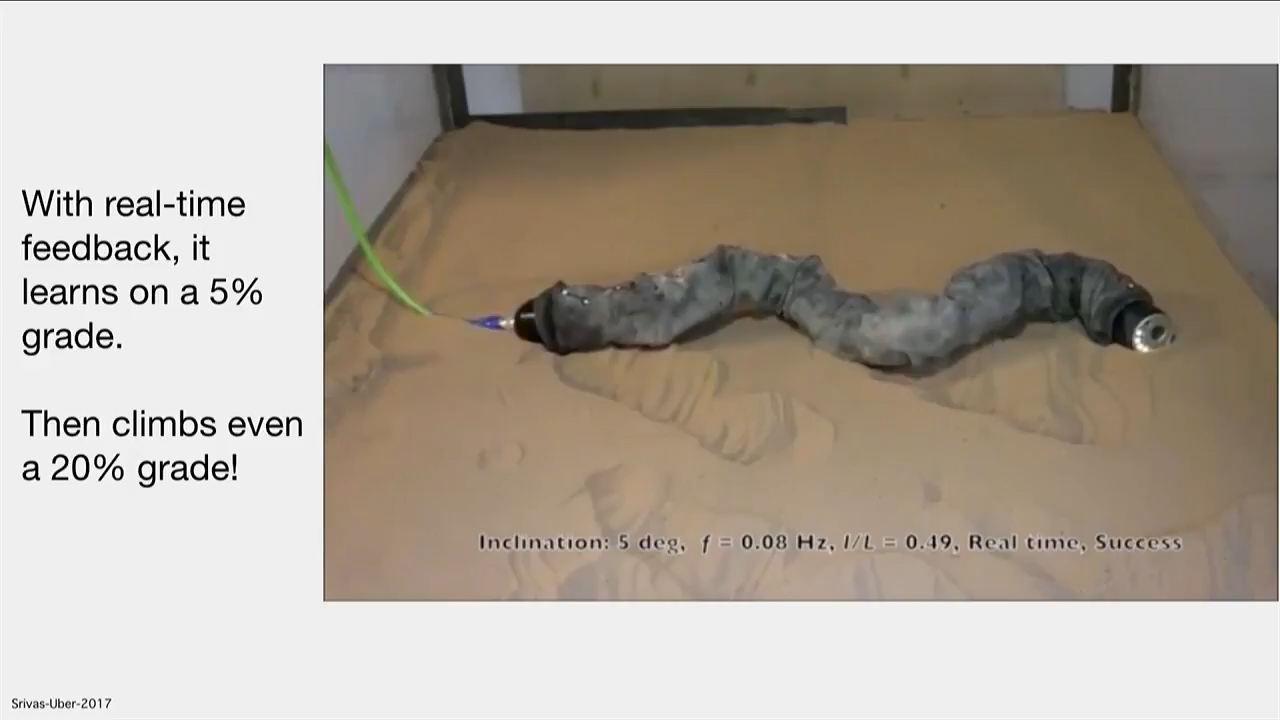 With real-time
feedback, it
learns on a 5%
grade.
Then climbs even
a 20% grade!
Inclination: 5 deg, f = 0.08 Hz, l/L = 0.49, Real time, Success
Srivas-Uber-2017